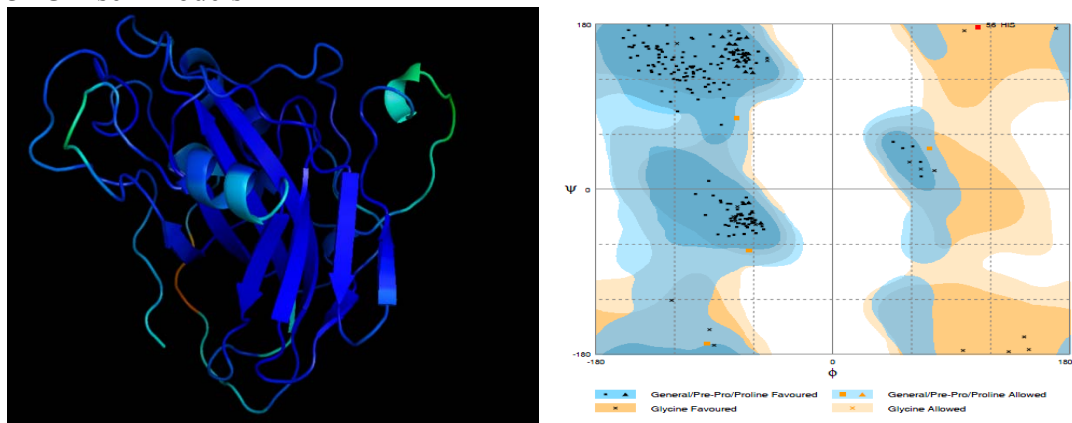 180
56 HIS
Ψ
0
-180
-180
0
180
ϕ
General/Pre-Pro/Proline Favoured
General/Pre-Pro/Proline Allowed
Glycine Favoured
Glycine Allowed